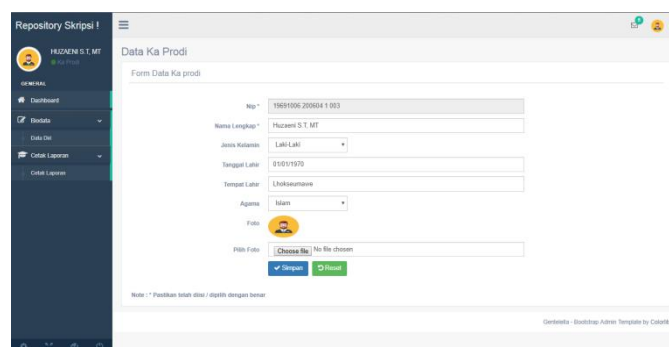 Repository Skripsi !
6
HUZAENI S.T, MT
Ka Prodi
GENERAL
Dashboard
Biodata
Data Diri
Cetak Laporan
Cetak Laporan
Data Ka Prodi
Form Data Ka prodi
Nip * 19691006 200604 1 003
Nama Lengkap * Huzaeni S.T, MT
Jenis Kelamin Laki-Laki
Tanggal Lahir 01/01/1970
Tempat Lahir Lhokseumawe
Agama Islam
Foto
Pilih Foto Choose file No file chosen
Simpan Reset
Note : * Pastikan telah diisi / dipilih dengan benar
Gentelella - Bootstrap Admin Template by Colorlib